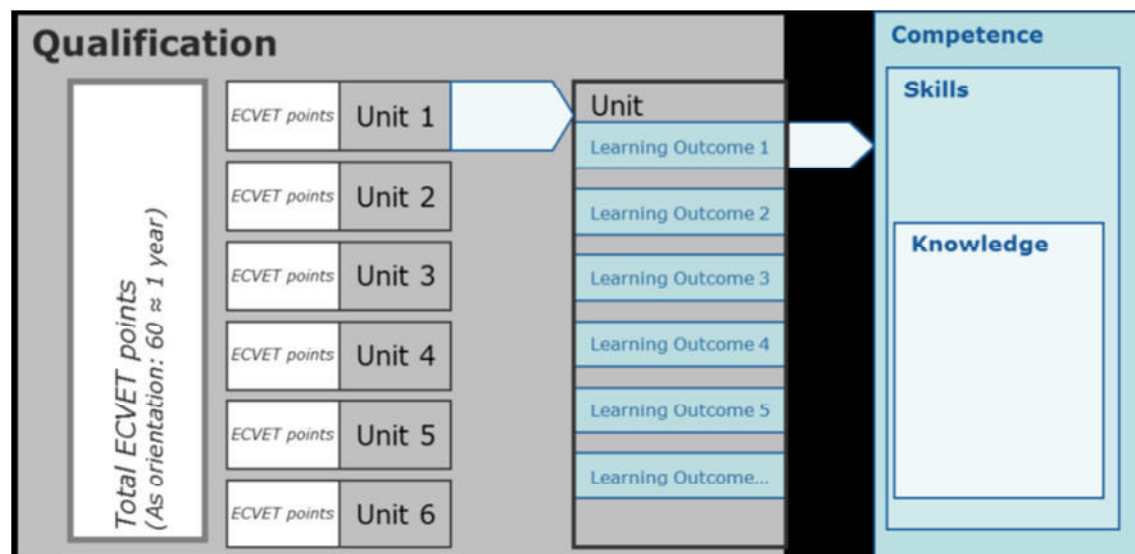 Qualification
Total ECVET points
(As orientation: 60 ≈ 1 year)
ECVET points
Unit 1
ECVET points
Unit 2
ECVET points
Unit 3
ECVET points
Unit 4
ECVET points
Unit 5
ECVET points
Unit 6
Unit
Learning Outcome 1
Learning Outcome 2
Learning Outcome 3
Learning Outcome 4
Learning Outcome 5
Learning Outcome...
Competence
Skills
Knowledge